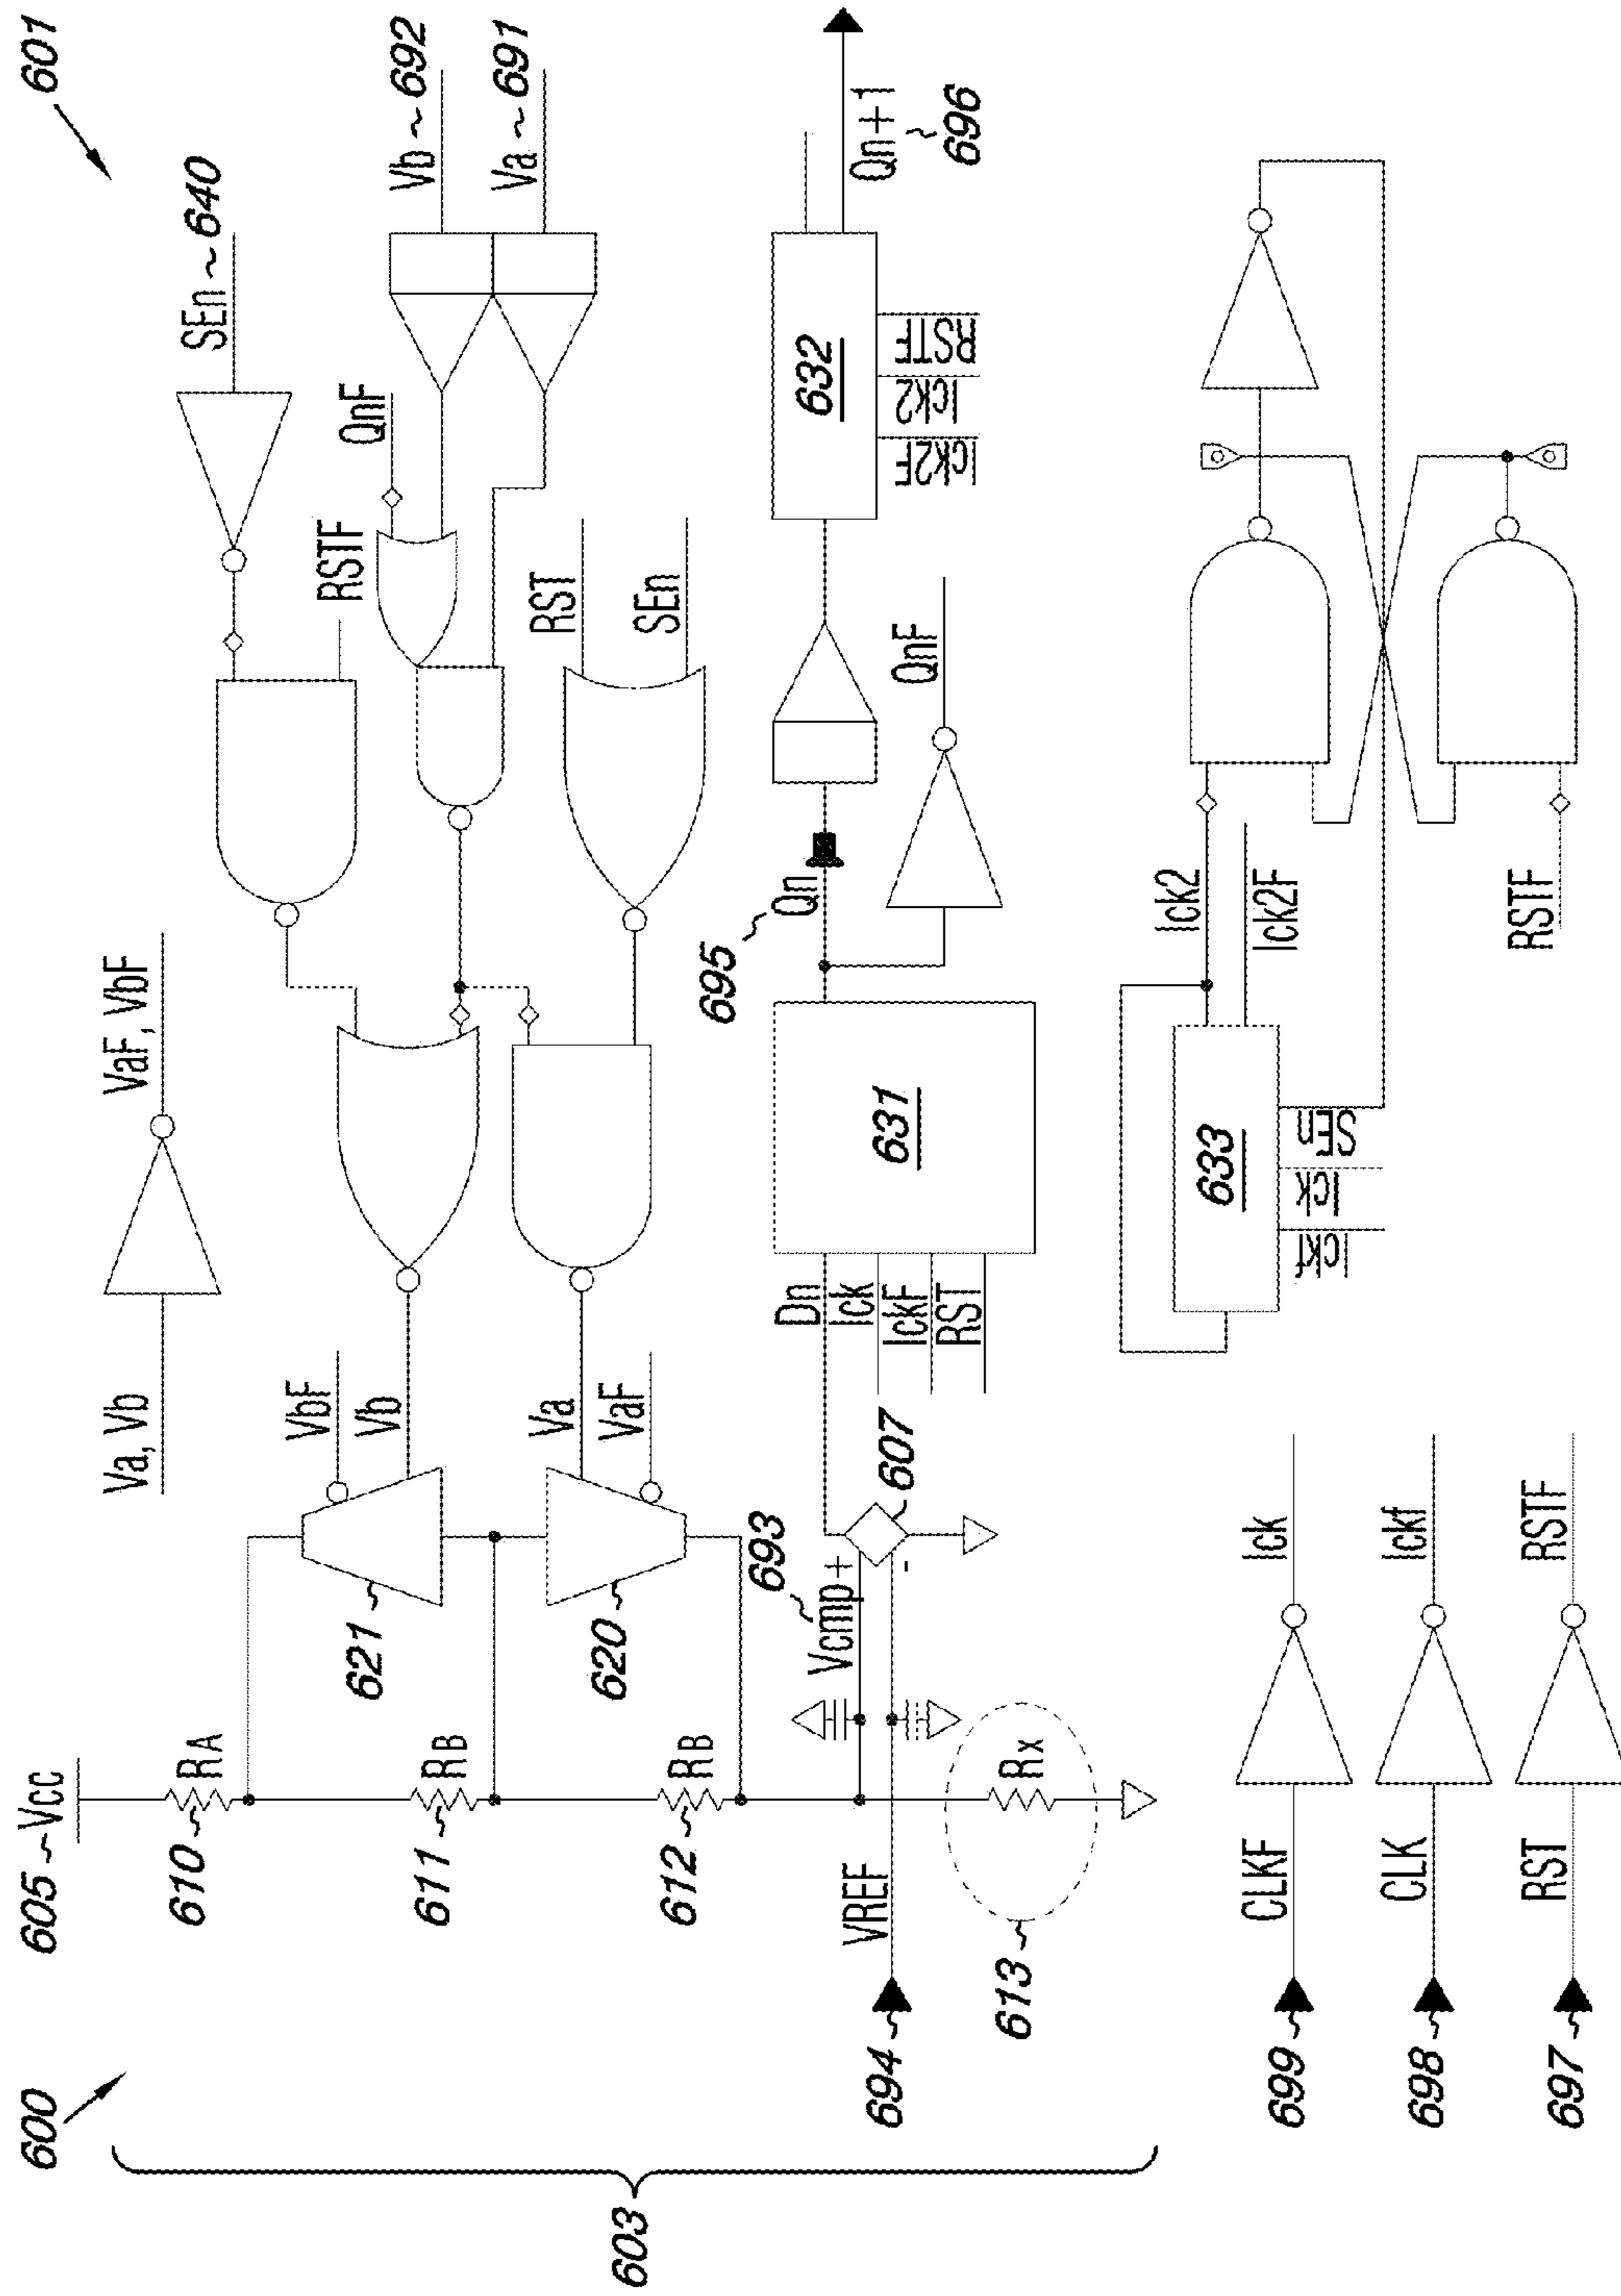 600
601
603
605 Vcc
610 RA
611 RB
612 RB
613 Rx
VREF
694
Vcmp 693
+
-
607
621
620
VbF
Vb
Va
VaF
Va, Vb
VaF, VbF
SEn 640
RSTF
QnF
Vb 692
Va 691
RST
SEn
Dn
Ick
IckF
RST
631
695
Qn
QnF
632
Ick2F
Ick2
RSTF
Qn+1
696
633
Ickf
Ick
SEn
Ick2
Ick2F
RSTF
699
CLKF
Ick
698
CLK
Ickf
697
RST
RSTF